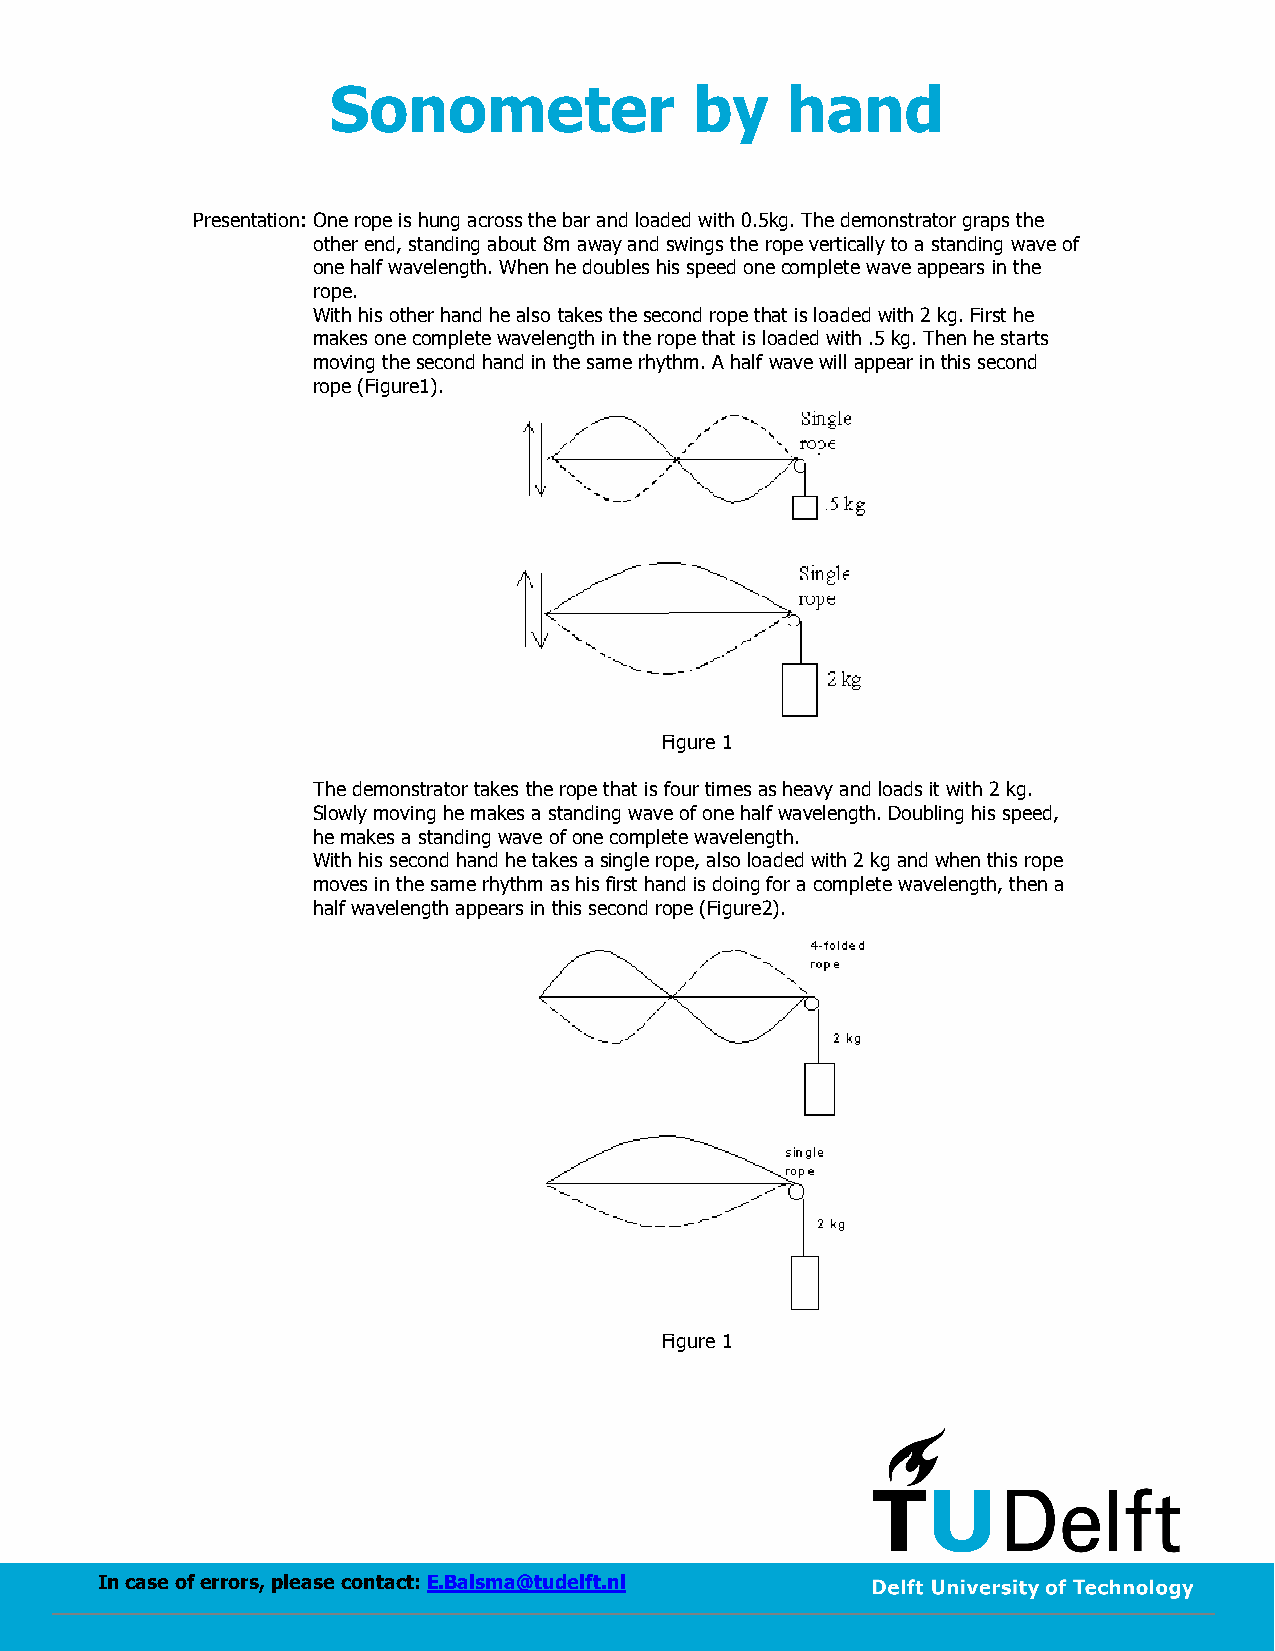 Sonometer by hand
Presentation: One rope is hung across the bar and loaded with 0.5kg. The demonstrator graps the
other end, standing about 8m away and swings the rope vertically to a standing wave of
one half wavelength. When he doubles his speed one complete wave appears in the
rope.
With his other hand he also takes the second rope that is loaded with 2 kg. First he
makes one complete wavelength in the rope that is loaded with .5 kg. Then he starts
moving the second hand in the same rhythm. A half wave will appear in this second
rope (Figure1).
Single
rope
.5 kg
Single
rope
2 kg
Figure 1
The demonstrator takes the rope that is four times as heavy and loads it with 2 kg.
Slowly moving he makes a standing wave of one half wavelength. Doubling his speed,
he makes a standing wave of one complete wavelength.
With his second hand he takes a single rope, also loaded with 2 kg and when this rope
moves in the same rhythm as his first hand is doing for a complete wavelength, then a
half wavelength appears in this second rope (Figure2).
4-folded
rope
2 kg
single
rope
2 kg
Figure 1
TUDelft
In case of errors, please contact: E.Balsma@tudelft.nl
Delft University of Technology